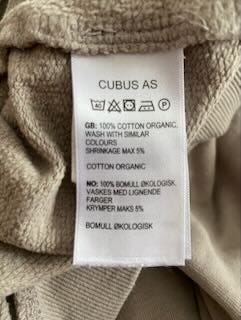 CUBUS AS
GB: 100% COTTON ORGANIC,
WASH WITH SIMILAR
COLOURS
SHRINKAGE MAX 5%
COTTON ORGANIC
NO: 100% BOMULL ØKOLOGISK,
VASKES MED LIGNENDE
FARGER
KRYMPER MAKS 5%
BOMULL ØKOLOGISK